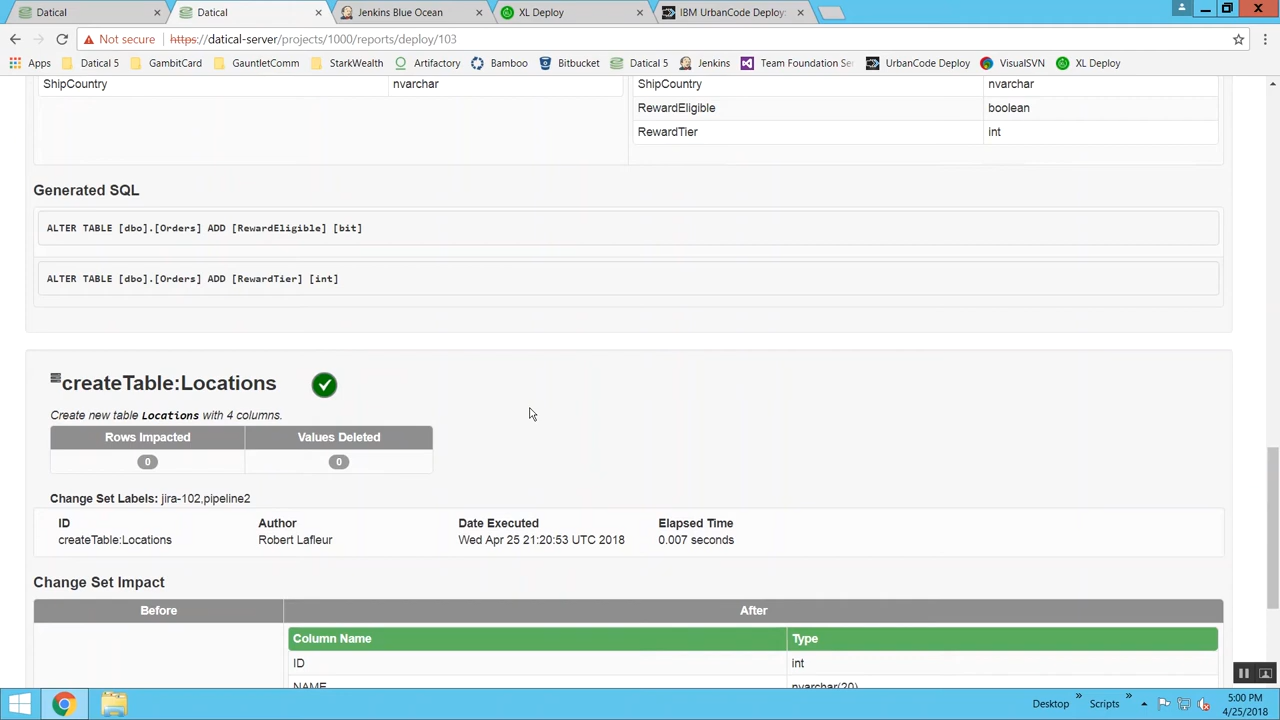 Datical
Datical
Jenkins Blue Ocean
XL Deploy
IBM UrbanCode Deploy:
Not secure
https://datical-server/projects/1000/reports/deploy/103
Apps
Datical 5
GambitCard
GauntletComm
StarkWealth
Artifactory
Bamboo
Bitbucket
Datical 5
Jenkins
Team Foundation Se
UrbanCode Deploy
VisualSVN
XL Deploy
ShipCountry nvarchar
ShipCountry nvarchar
RewardEligible boolean
RewardTier int
Generated SQL
ALTER TABLE [dbo].[Orders] ADD [RewardEligible] [bit]
ALTER TABLE [dbo].[Orders] ADD [RewardTier] [int]
createTable:Locations
Create new table Locations with 4 columns.
Rows Impacted Values Deleted
0 0
Change Set Labels: jira-102,pipeline2
ID Author Date Executed Elapsed Time
createTable:Locations Robert Lafleur Wed Apr 25 21:20:53 UTC 2018 0.007 seconds
Change Set Impact
Before After
Column Name Type
ID int
NAME nvarchar(20)
Desktop
Scripts
5:00 PM
4/25/2018